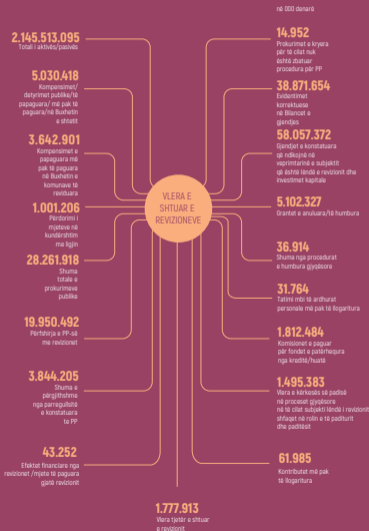 në 000 denarë
2.145.513.095
Totali i aktivës/pasivës
5.030.418
Kompensimet/
detyrimet publike/të
papaguara/ më pak të
paguara/në Buxhetin
e shtetit
3.642.901
Kompensimet e
papaguara më
pak të paguara
në Buxhetin e
komunave të
reviduara
1.001.206
Përdorimi i
mjeteve në
kundërshtim
me ligjin
28.261.918
Shuma
totale e
prokurimeve
publike
19.950.492
Përfshirja e PP-së
me revizionet
3.844.205
Shuma e
përgjithshme
nga parregullsitë
e konstatuara
te PP
43.252
Efektet financiare nga
revizionet /mjete të paguara
gjatë revizionit
VLERA E
SHTUAR E
REVIZIONEVE
14.952
Prokurimet e kryera
për të cilat nuk
është zbatuar
procedura për PP
38.871.654
Evidentimet
korrektuese
në Bilancet e
gjendjes
58.057.372
Gjendjet e konstatuara
që ndikojnë në
veprimtarinë e subjektit
që është lëndë e revizionit dhe
investimet kapitale
5.102.327
Grantet e anuluara/të humbura
36.914
Shuma nga procedurat
e humbura gjyqësore
31.764
Tatimi mbi të ardhurat
personale më pak të llogaritura
1.812.484
Komisionet e paguar
për fondet e patërhequra
nga kreditë/huatë
1.495.383
Vlera e kërkesës së padisë
në proceset gjyqësore
në të cilat subjekti lëndë i revizionit
shfaqet në rolin e të paditurit
dhe paditësit
61.985
Kontributet më pak
të llogaritura
1.777.913
Vlera tjetër e shtuar
e revizionit